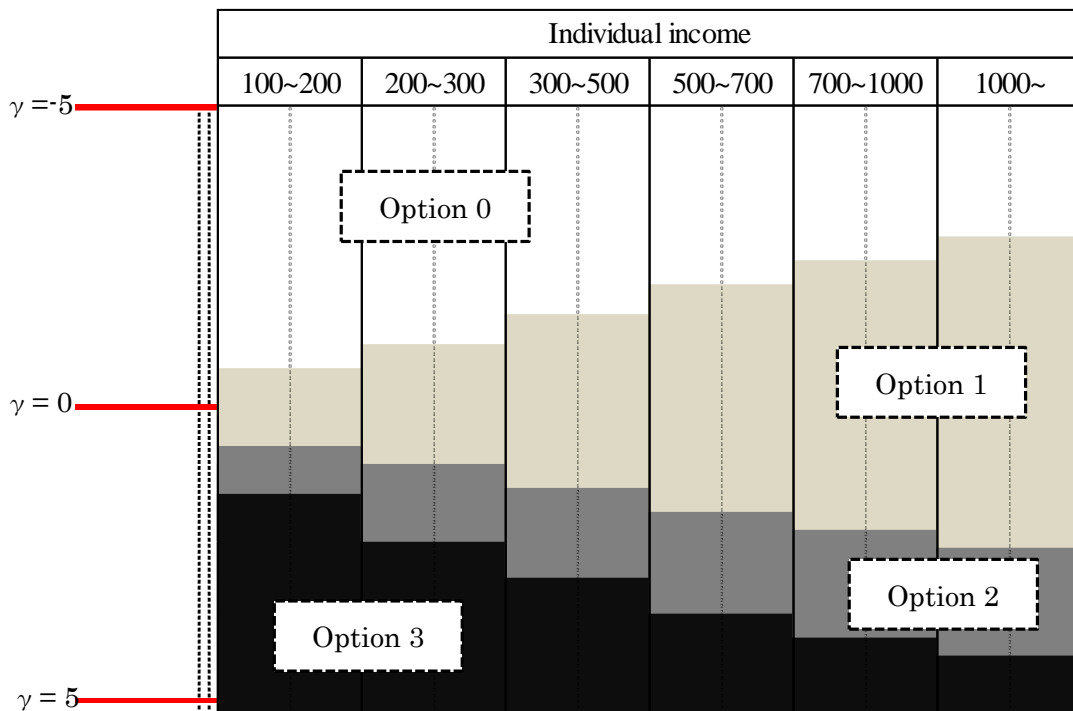 Individual income
100~200 200~300 300~500 500~700 700~1000 1000~
γ =-5
Option 0
Option 1
γ = 0
Option 2
Option 3
γ = 5